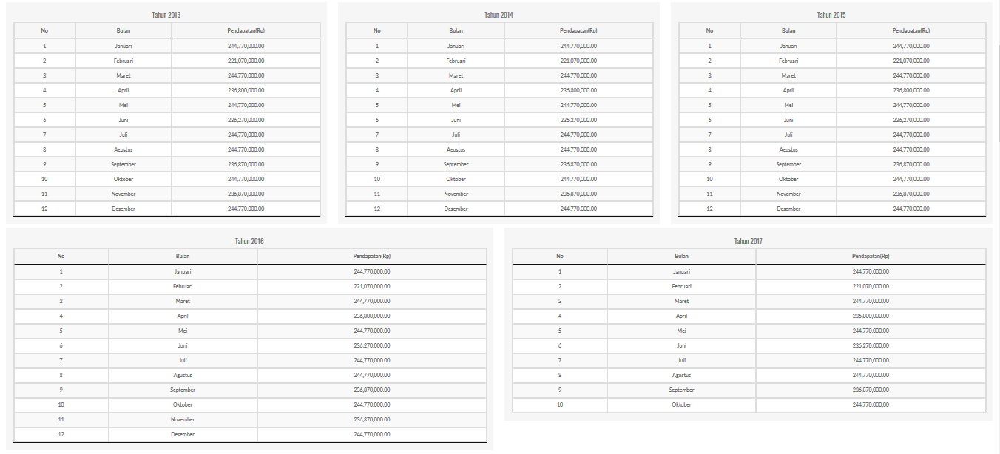 Tahun 2013
No Bulan Pendapatan(Rp)
1 Januari 244,770,000.00
2 Februari 221,070,000.00
3 Maret 244,770,000.00
4 April 236,800,000.00
5 Mei 244,770,000.00
6 Juni 236,270,000.00
7 Juli 244,770,000.00
8 Agustus 244,770,000.00
9 September 236,870,000.00
10 Oktober 244,770,000.00
11 November 236,870,000.00
12 Desember 244,770,000.00
Tahun 2014
No Bulan Pendapatan(Rp)
1 Januari 244,770,000.00
2 Februari 221,070,000.00
3 Maret 244,770,000.00
4 April 236,800,000.00
5 Mei 244,770,000.00
6 Juni 236,270,000.00
7 Juli 244,770,000.00
8 Agustus 244,770,000.00
9 September 236,870,000.00
10 Oktober 244,770,000.00
11 November 236,870,000.00
12 Desember 244,770,000.00
Tahun 2015
No Bulan Pendapatan(Rp)
1 Januari 244,770,000.00
2 Februari 221,070,000.00
3 Maret 244,770,000.00
4 April 236,800,000.00
5 Mei 244,770,000.00
6 Juni 236,270,000.00
7 Juli 244,770,000.00
8 Agustus 244,770,000.00
9 September 236,870,000.00
10 Oktober 244,770,000.00
11 November 236,870,000.00
12 Desember 244,770,000.00
Tahun 2016
No Bulan Pendapatan(Rp)
1 Januari 244,770,000.00
2 Februari 221,070,000.00
3 Maret 244,770,000.00
4 April 236,800,000.00
5 Mei 244,770,000.00
6 Juni 236,270,000.00
7 Juli 244,770,000.00
8 Agustus 244,770,000.00
9 September 236,870,000.00
10 Oktober 244,770,000.00
11 November 236,870,000.00
12 Desember 244,770,000.00
Tahun 2017
No Bulan Pendapatan(Rp)
1 Januari 244,770,000.00
2 Februari 221,070,000.00
3 Maret 244,770,000.00
4 April 236,800,000.00
5 Mei 244,770,000.00
6 Juni 236,270,000.00
7 Juli 244,770,000.00
8 Agustus 244,770,000.00
9 September 236,870,000.00
10 Oktober 244,770,000.00